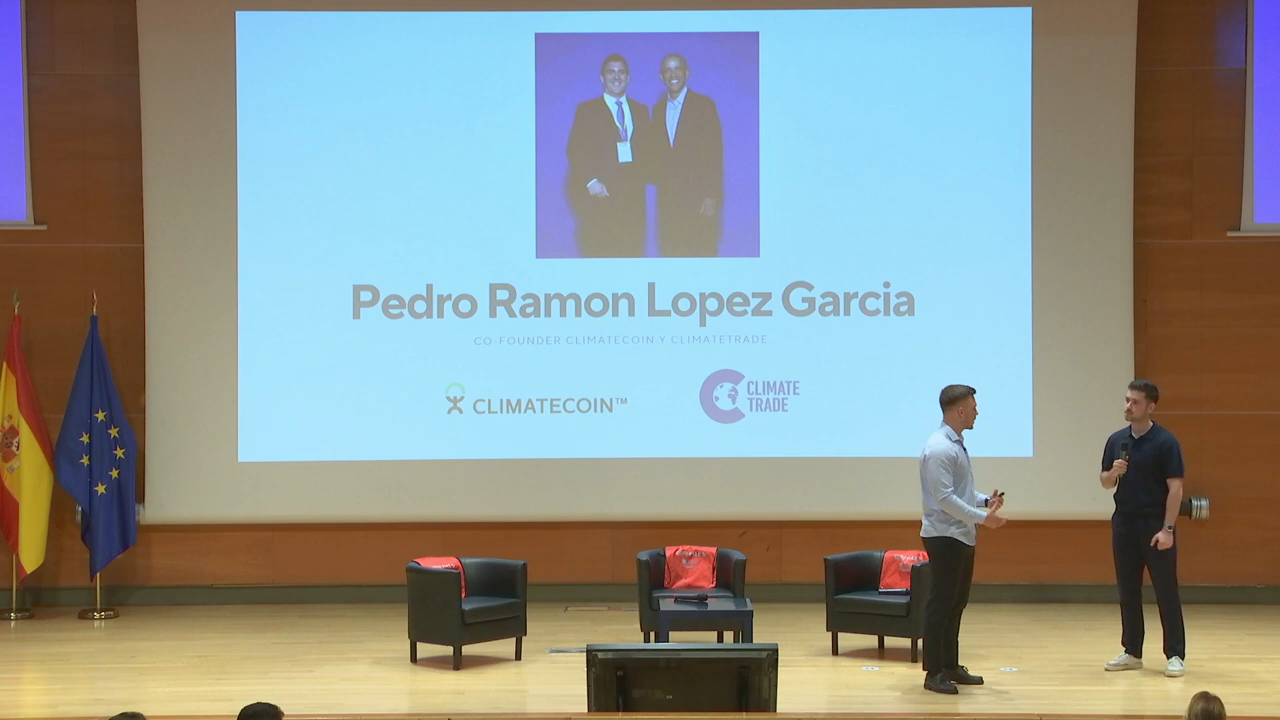 Pedro Ramon Lopez Garcia
CO-FOUNDER CLIMATECOIN Y CLIMATETRADE
CLIMATECOIN™
CLIMATE
TRADE